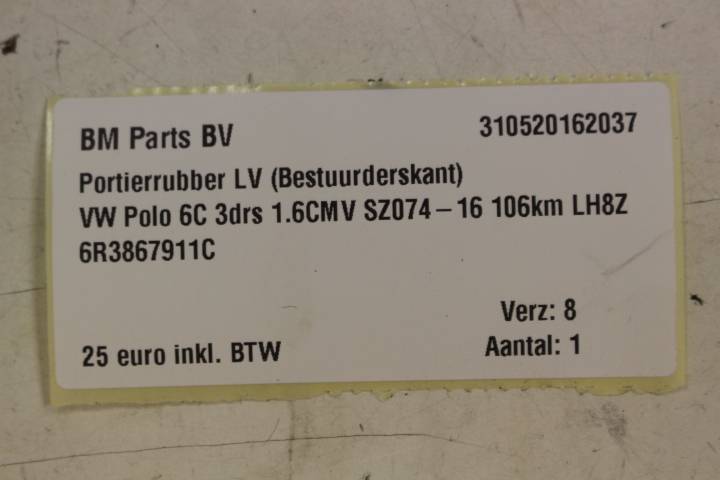 BM Parts BV 310520162037
Portierrubber LV (Bestuurderskant)
VW Polo 6C 3drs 1.6CMV SZ074-16 106km LH8Z
6R3867911C
Verz: 8
25 euro inkl. BTW Aantal: 1